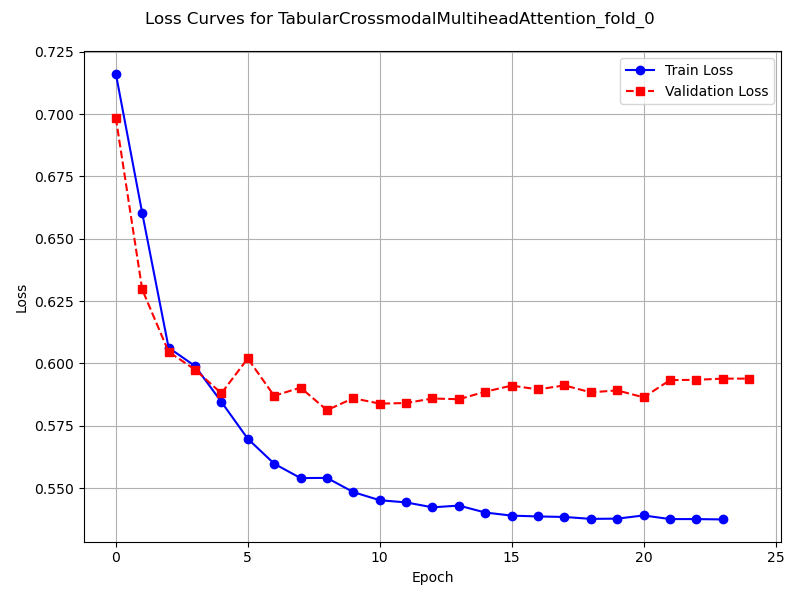 Loss Curves for TabularCrossmodalMultiheadAttention_fold_0
Train Loss
Validation Loss
0.725
0.700
0.675
0.650
0.625
0.600
0.575
0.550
Loss
0 5 10 15 20 25
Epoch